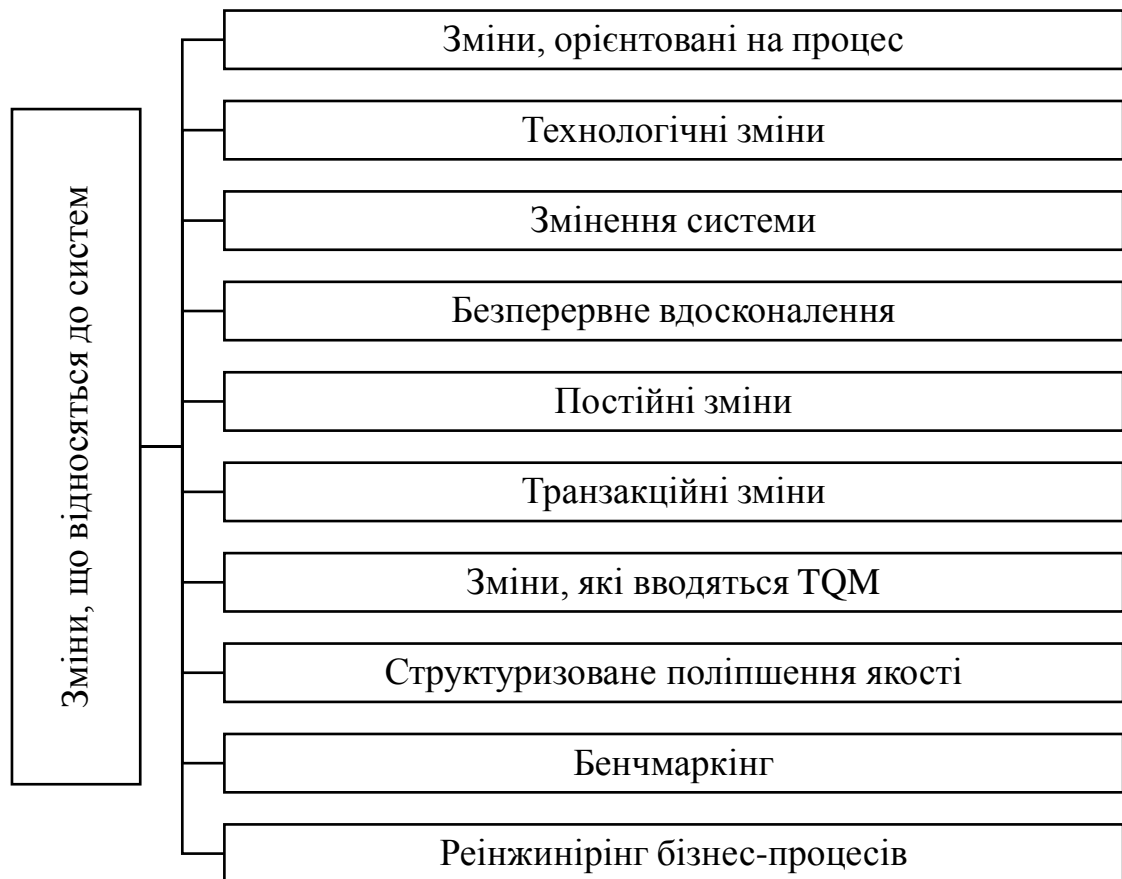 Зміни, що відносяться до систем
Зміни, орієнтовані на процес
Технологічні зміни
Змінення системи
Безперервне вдосконалення
Постійні зміни
Транзакційні зміни
Зміни, які вводяться TQM
Структуризоване поліпшення якості
Бенчмаркінг
Реінжинірінг бізнес-процесів